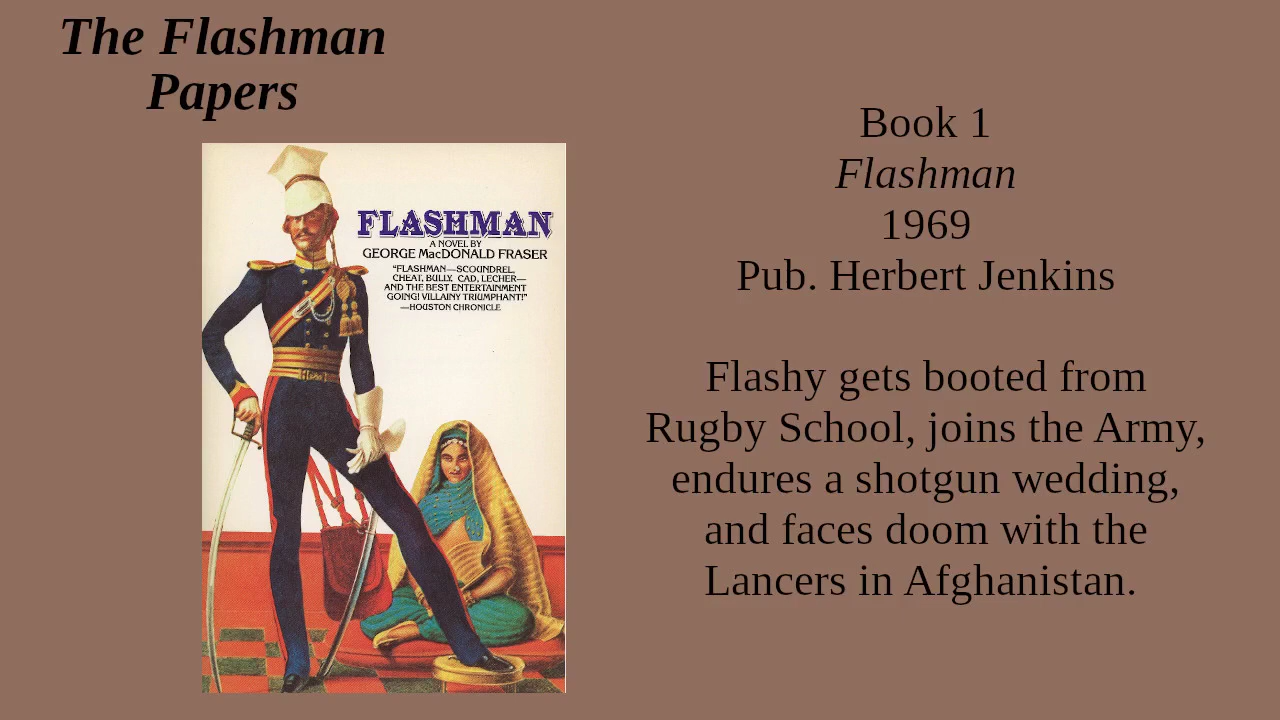 The Flashman
Papers
FLASHMAN
A NOVEL BY
GEORGE MacDONALD FRASER
"FLASHMAN—SCOUNDREL,
CHEAT, BULLY, CAD, LECHER—
AND THE BEST ENTERTAINMENT
GOING! VILLAINY TRIUMPHANT!"
—HOUSTON CHRONICLE
Book 1
Flashman
1969
Pub. Herbert Jenkins
Flashy gets booted from
Rugby School, joins the Army,
endures a shotgun wedding,
and faces doom with the
Lancers in Afghanistan.